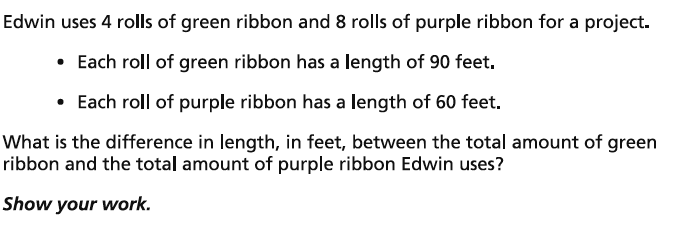 Edwin uses 4 rolls of green ribbon and 8 rolls of purple ribbon for a project.
• Each roll of green ribbon has a length of 90 feet.
• Each roll of purple ribbon has a length of 60 feet.
What is the difference in length, in feet, between the total amount of green
ribbon and the total amount of purple ribbon Edwin uses?
Show your work.